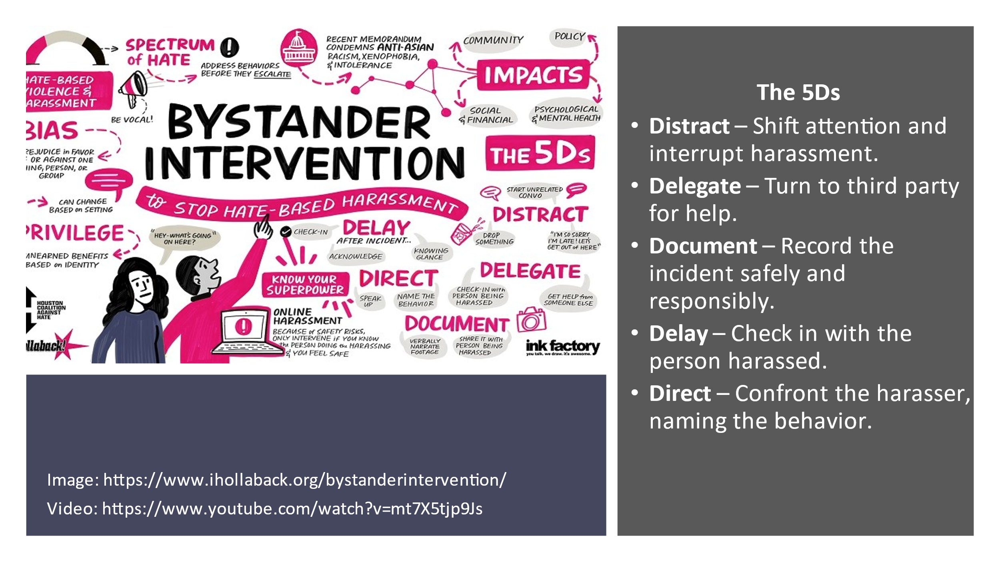 SPECTRUM
of HATE
ADDRESS BEHAVIORS
BEFORE THEY ESCALATE
RECENT MEMORANDUM
CONDEMNS ANTI-ASIAN
RACISM, XENOPHOBIA,
& INTOLERANCE
COMMUNITY
POLICY
IMPACTS
SOCIAL
& FINANCIAL
PSYCHOLOGICAL
& MENTAL HEALTH
HATE-BASED
VIOLENCE &
HARASSMENT
BE VOCAL!
BIAS
PREJUDICE in FAVOR
OF OR AGAINST ONE
THING, PERSON, OR
GROUP
CAN CHANGE
BASED on SETTING
PRIVILEGE
UNEARNED BENEFITS
BASED on IDENTITY
BYSTANDER
INTERVENTION
to STOP HATE-BASED HARASSMENT
"HEY-WHAT'S GOING
ON HERE?"
THE 5Ds
START UNRELATED
CONVO
DISTRACT
DROP
SOMETHING
"I'M SO SORRY
I'M LATE! LET'S
GET OUT of HERE"
CHECK-IN
DELAY
AFTER INCIDENT...
ACKNOWLEDGE
KNOWING
GLANCE
KNOW YOUR
SUPERPOWER
DIRECT
SPEAK
UP
NAME THE
BEHAVIOR
DELEGATE
CHECK-IN with
PERSON BEING
HARASSED
GET HELP from
SOMEONE ELSE
ONLINE
HARASSMENT
BECAUSE of SAFETY RISKS,
ONLY INTERVENE iF YOU KNOW
the PERSON DOING the HARASSING
& YOU FEEL SAFE
DOCUMENT
VERBALLY
NARRATE
FOOTAGE
SHARE IT WITH
PERSON BEING
HARASSED
HOUSTON
COALITION
AGAINST
HATE
llaback!
ink factory
you talk. we draw. it's awesome.
Image: https://www.ihollaback.org/bystanderintervention/
Video: https://www.youtube.com/watch?v=mt7X5tjp9Js
The 5Ds
• Distract – Shift attention and
interrupt harassment.
• Delegate – Turn to third party
for help.
• Document – Record the
incident safely and
responsibly.
• Delay – Check in with the
person harassed.
• Direct – Confront the harasser,
naming the behavior.